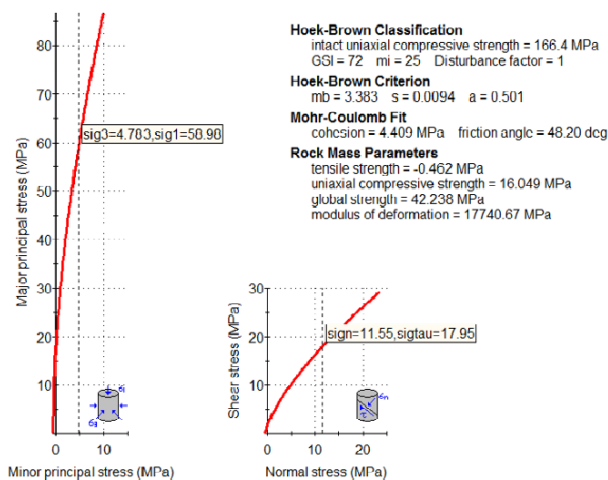 Hoek-Brown Classification
intact uniaxial compressive strength = 166.4 MPa
GSI = 72 mi = 25 Disturbance factor = 1
Hoek-Brown Criterion
mb = 3.383 s = 0.0094 a = 0.501
Mohr-Coulomb Fit
cohesion = 4.409 MPa friction angle = 48.20 deg
Rock Mass Parameters
tensile strength = -0.462 MPa
uniaxial compressive strength = 16.049 MPa
global strength = 42.238 MPa
modulus of deformation = 17740.67 MPa
Major principal stress (MPa)
80
70
60
50
40
30
20
10
0
sig3=4.783,sig1=58.98
0
10
Minor principal stress (MPa)
Shear stress (MPa)
30
20
10
sign=11.55,sigtau=17.95
0
10
20
Normal stress (MPa)